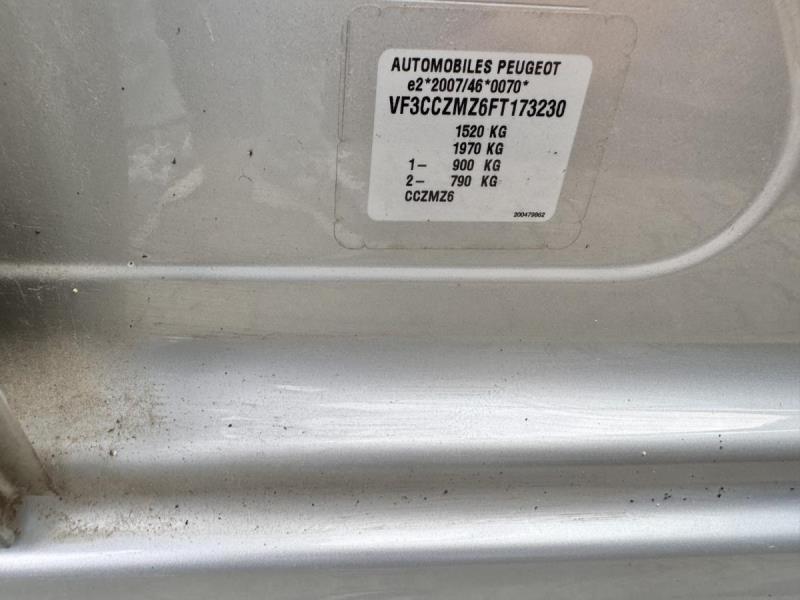 AUTOMOBILES PEUGEOT
e2*2007/46*0070*
VF3CCZMZ6FT173230
1520 KG
1970 KG
1- 900 KG
2- 790 KG
CCZMZ6
200479862